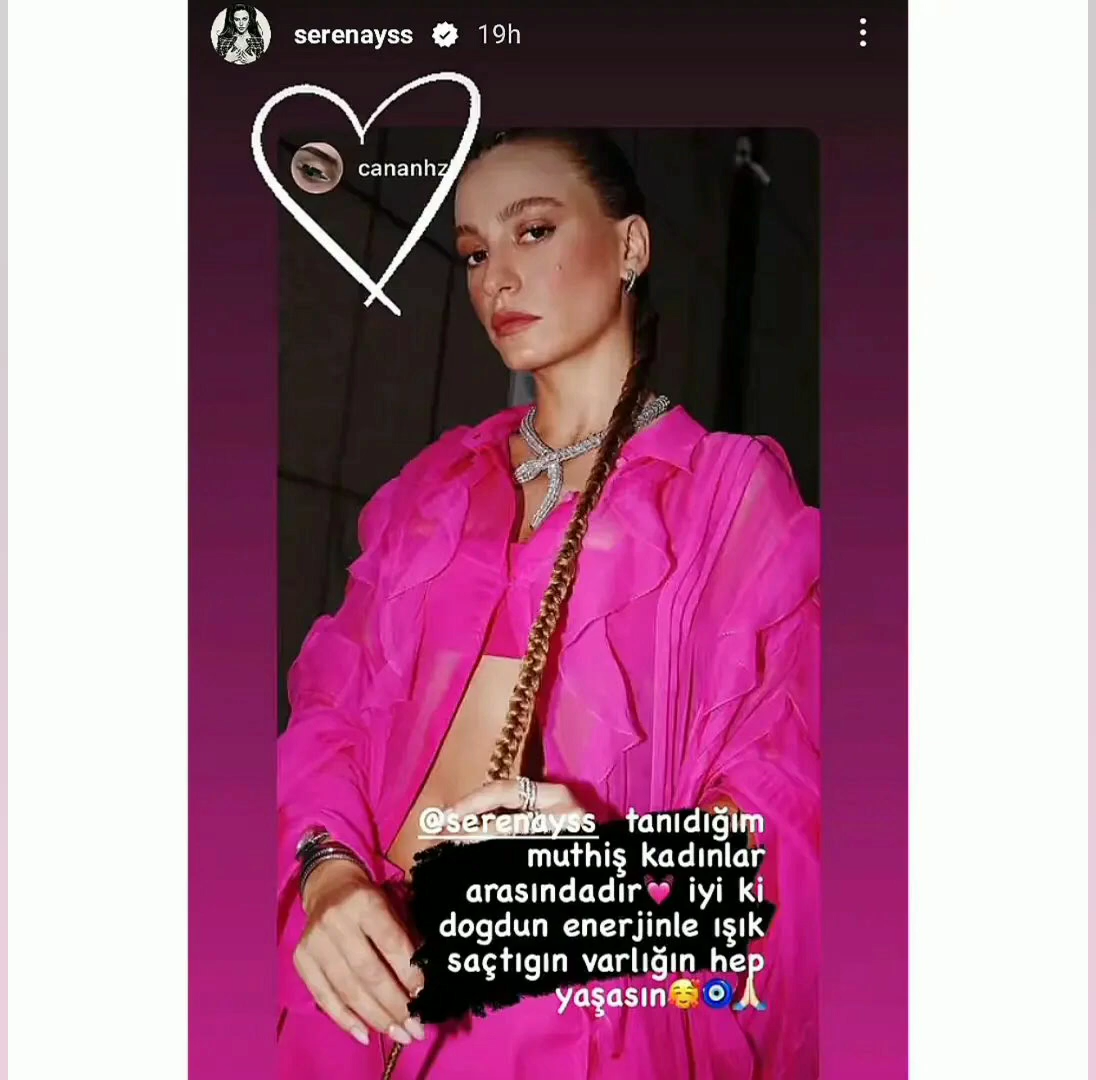 serenayss 19h
cananhz
@serenayss tanıdığım
muthiş kadınlar
arasındadır💓 iyi ki
dogdun enerjinle ışık
saçtıgın varlığın hep
yaşasın🥰🧿🙏🏻